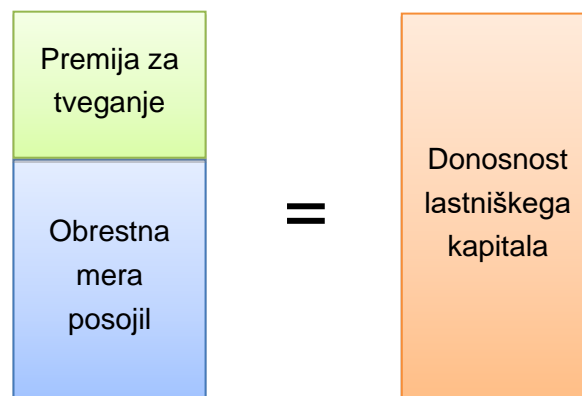 Premija za
tveganje
Obrestna
mera
posojil
=
Donosnost
lastniškega
kapitala